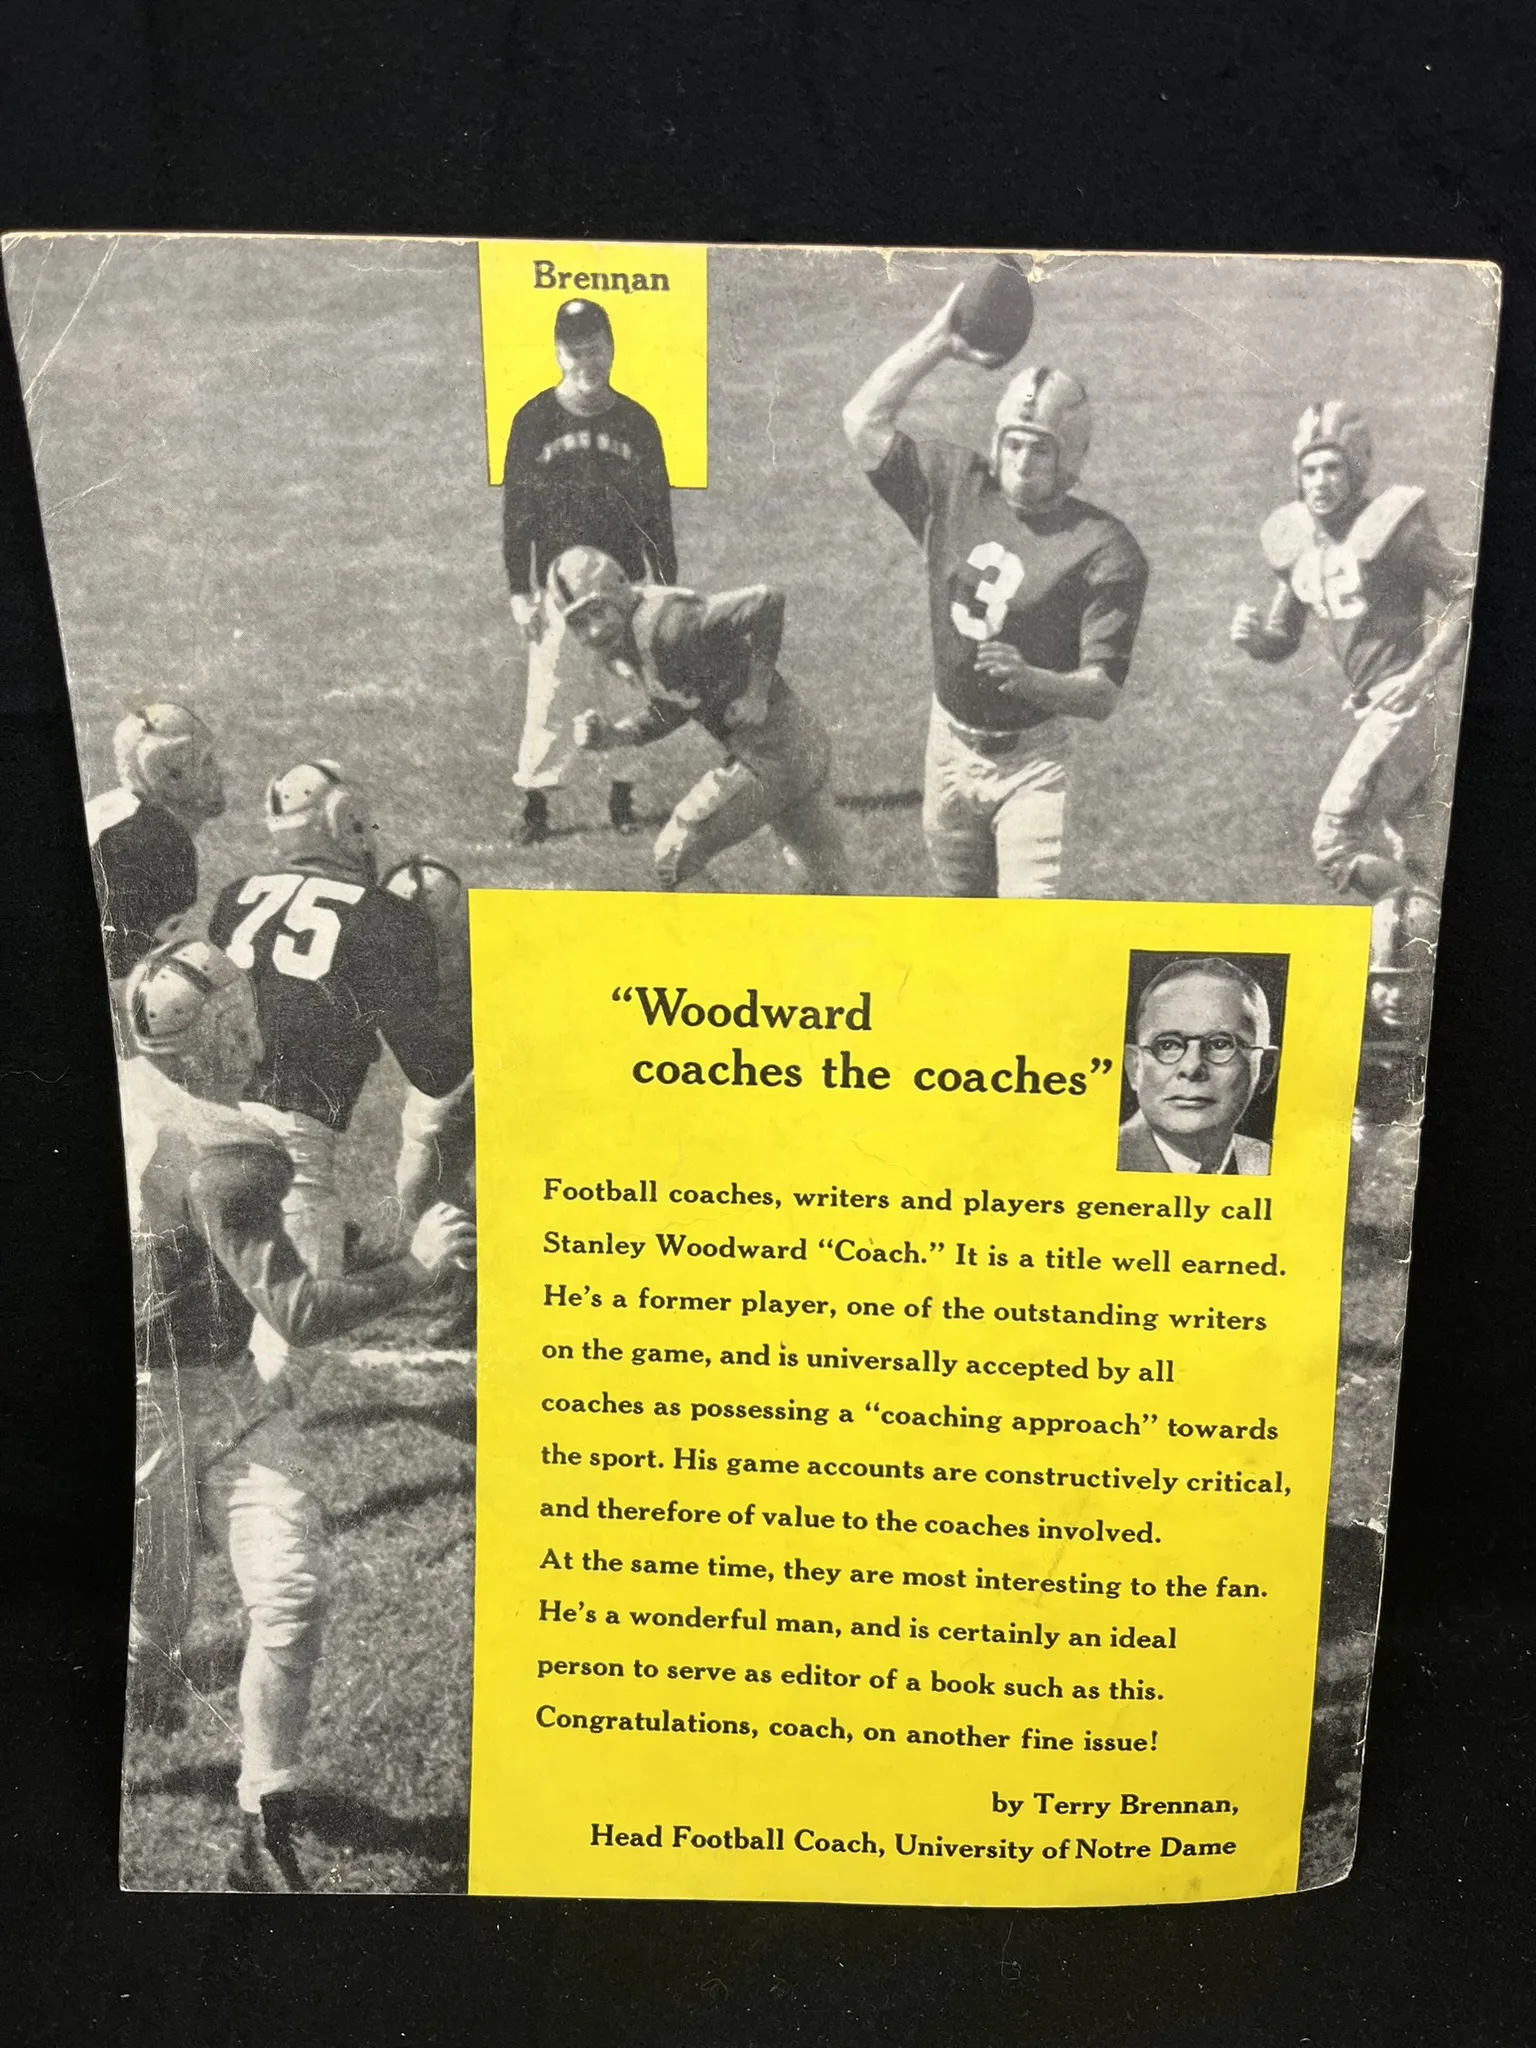 Brennan
3
42
75
“Woodward
coaches the coaches”
Football coaches, writers and players generally call
Stanley Woodward “Coach.” It is a title well earned.
He’s a former player, one of the outstanding writers
on the game, and is universally accepted by all
coaches as possessing a “coaching approach” towards
the sport. His game accounts are constructively critical,
and therefore of value to the coaches involved.
At the same time, they are most interesting to the fan.
He’s a wonderful man, and is certainly an ideal
person to serve as editor of a book such as this.
Congratulations, coach, on another fine issue!
by Terry Brennan,
Head Football Coach, University of Notre Dame